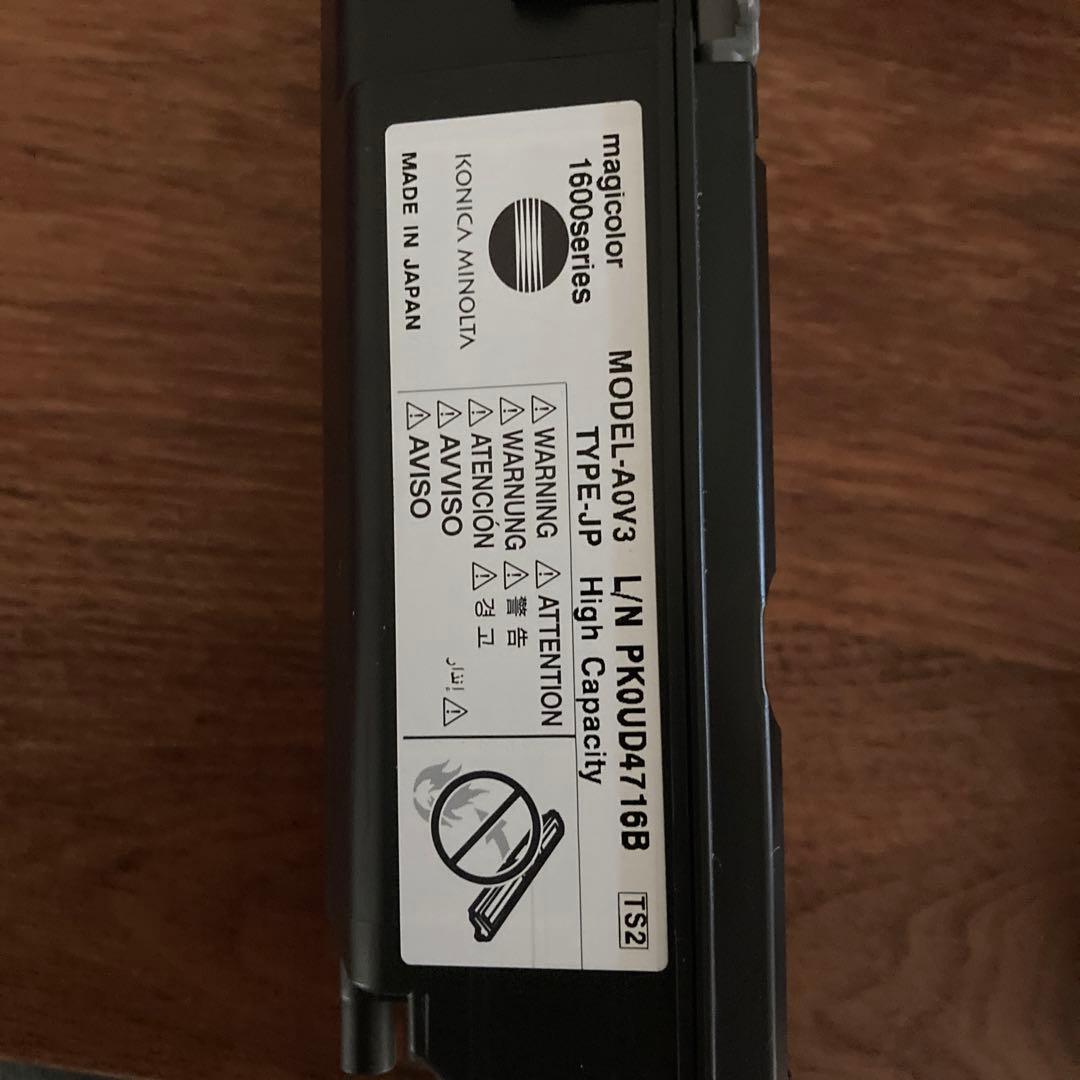 magicolor
1600series
MODEL-A0V3 L/N PK0UD4716B TS2
TYPE-JP High Capacity
KONICA MINOLTA
MADE IN JAPAN
⚠ WARNING ⚠ ATTENTION
⚠ WARNUNG ⚠ 警告
⚠ ATENCIÓN ⚠ 경고
⚠ AVVISO إنذار ⚠
⚠ AVISO